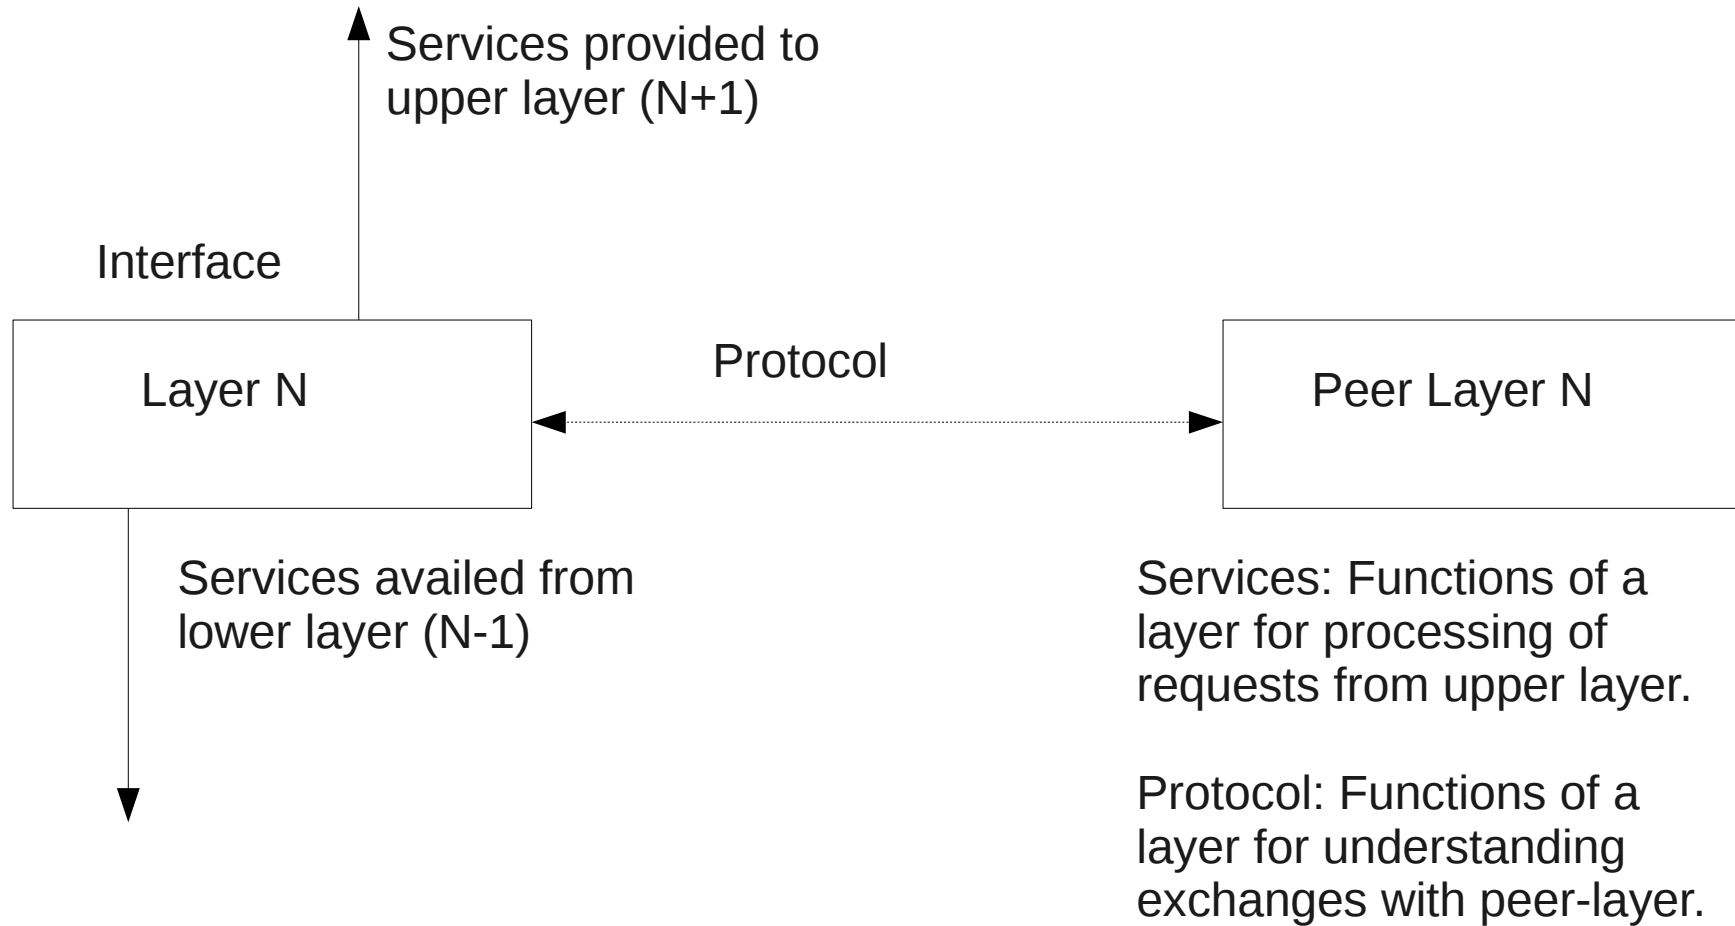 Services provided to
upper layer (N+1)
Interface
Layer N
Protocol
Peer Layer N
Services availed from
lower layer (N-1)
Services: Functions of a
layer for processing of
requests from upper layer.
Protocol: Functions of a
layer for understanding
exchanges with peer-layer.